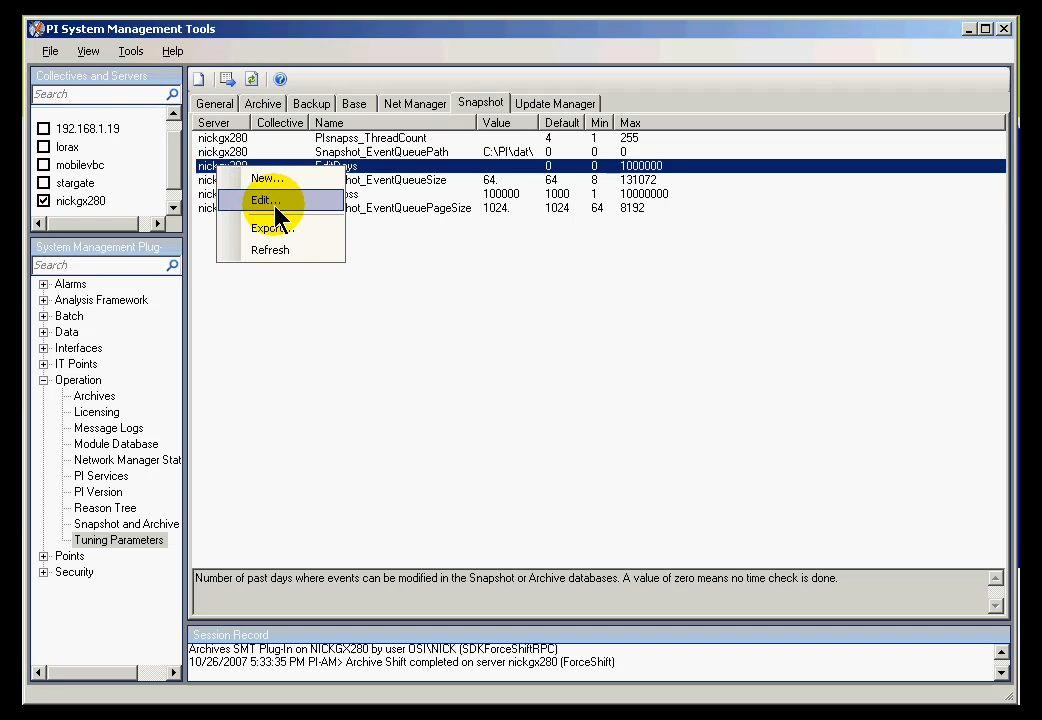 PI System Management Tools
File View Tools Help
Collectives and Servers
Search
192.168.1.19
lorax
mobilevbc
stargate
nickgx280
System Management Plug-
Search
Alarms
Analysis Framework
Batch
Data
Interfaces
IT Points
Operation
Archives
Licensing
Message Logs
Module Database
Network Manager Stat
PI Services
PI Version
Reason Tree
Snapshot and Archive
Tuning Parameters
Points
Security
General Archive Backup Base Net Manager Snapshot Update Manager
Server Collective Name Value Default Min Max
nickgx280 PIsnapss_ThreadCount 4 1 255
nickgx280 Snapshot_EventQueuePath C:\PI\dat\ 0 0 0
nickgx280 EditDays 0 0 1000000
nick hot_EventQueueSize 64. 64 8 131072
nick oss 100000 1000 1 10000000
nick hot_EventQueuePageSize 1024. 1024 64 8192
New...
Edit...
Export...
Refresh
Number of past days where events can be modified in the Snapshot or Archive databases. A value of zero means no time check is done.
Session Record
Archives SMT Plug-In on NICKGX280 by user OSI\NICK (SDKForceShiftRPC)
10/26/2007 5:33:35 PM PI-AM> Archive Shift completed on server nickgx280 (ForceShift)